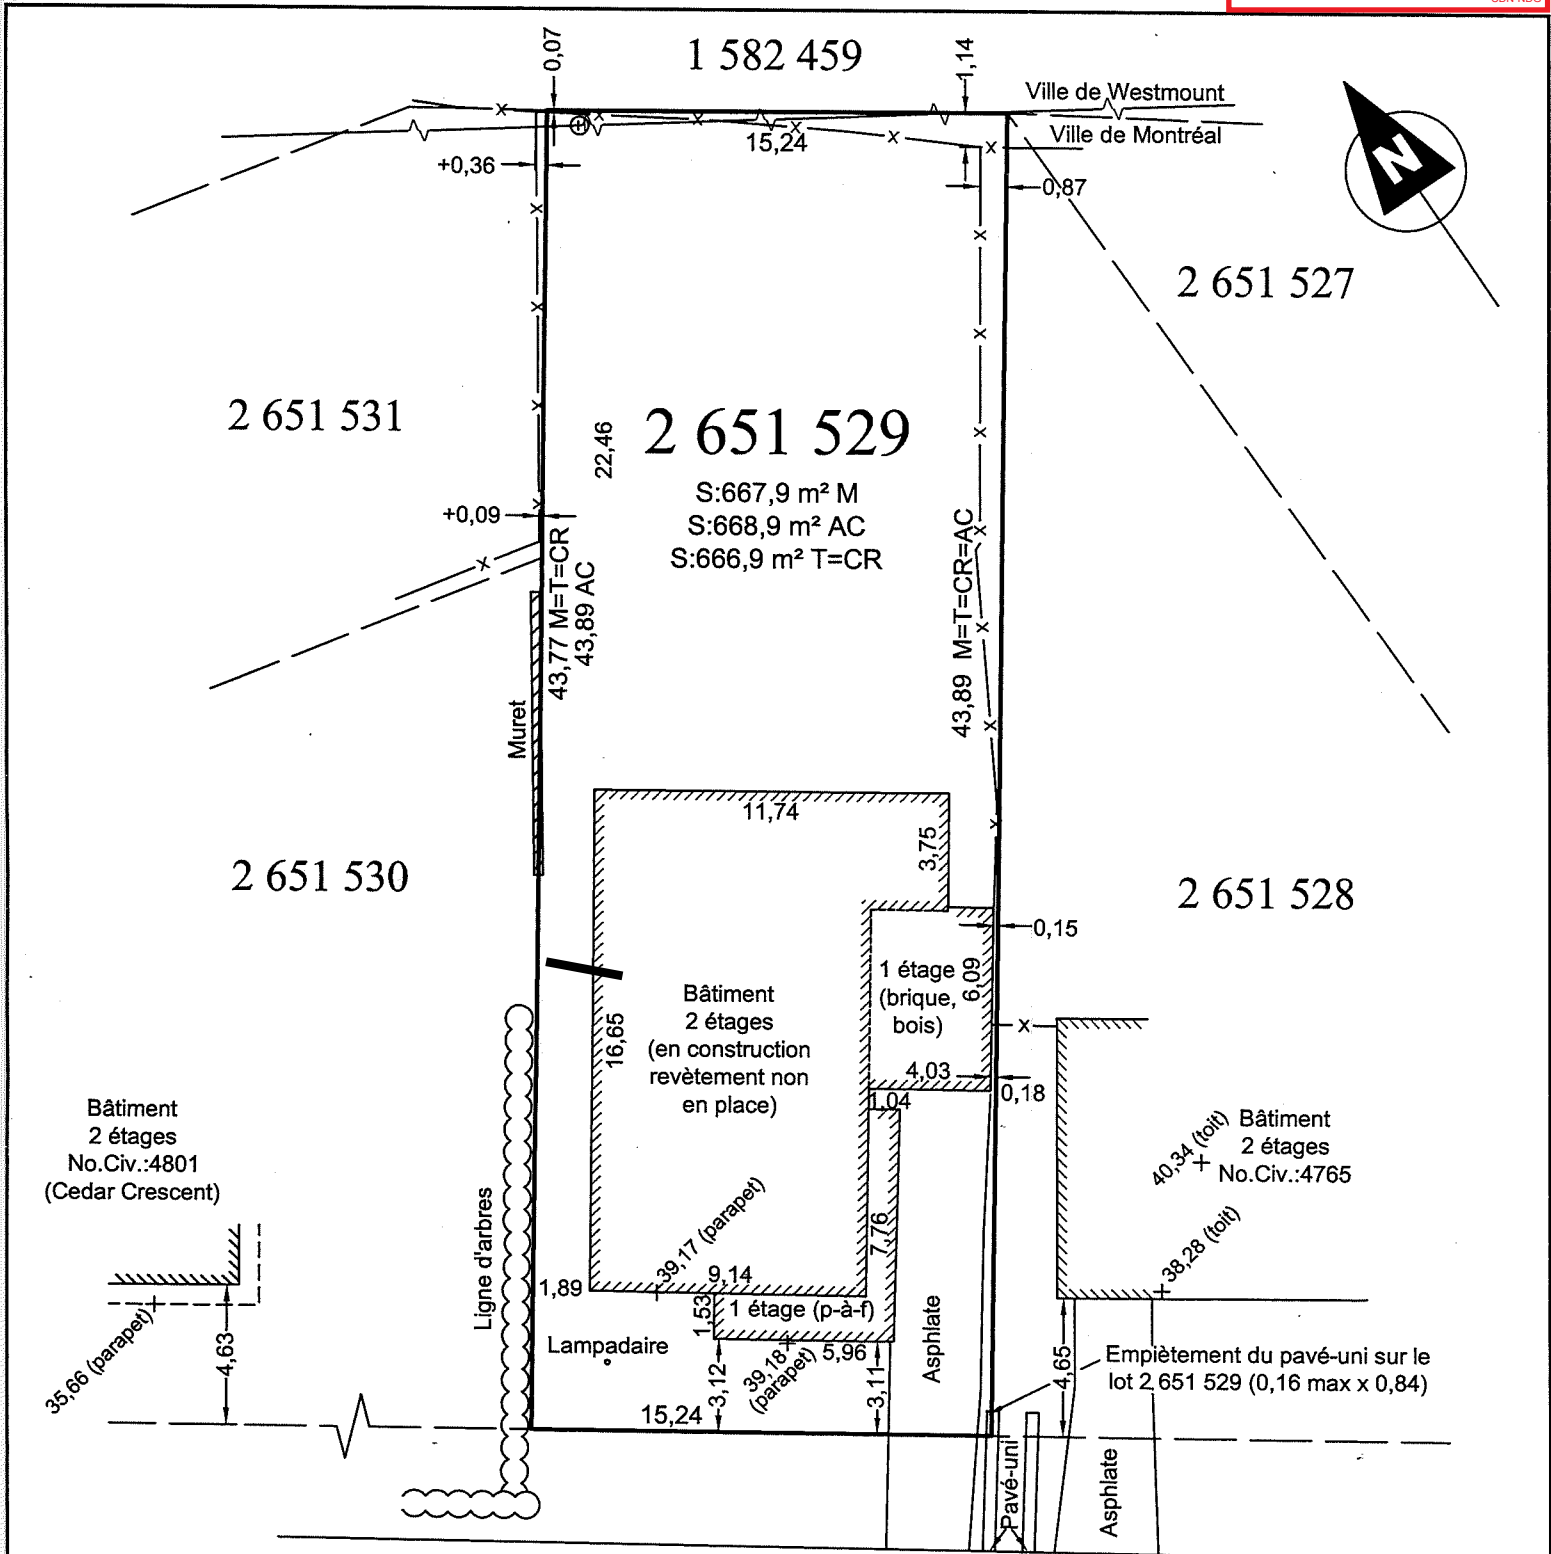 0,07
1 582 459
1,14
Ville de Westmount
Ville de Montréal
H
15,24
+0,36
0,87
N
2 651 527
2 651 531
2 651 529
22,46
S:667,9 m² M
S:668,9 m² AC
S:666,9 m² T=CR
+0,09
43,77 M=T=CR
43,89 AC
43,89 M=T=CR=AC
Muret
11,74
3,75
2 651 530
2 651 528
0,15
1 étage
(brique,
bois)
6,09
Bâtiment
2 étages
(en construction
revètement non
en place)
16,65
4,03
0,18
1,04
Bâtiment
2 étages
No.Civ.:4801
(Cedar Crescent)
40,34 (toit)
Bâtiment
2 étages
No.Civ.:4765
Ligne d'arbres
39,17 (parapet)
7,76
38,28 (toit)
1,89
9,14
1,53
1 étage (p-à-f)
Lampadaire
5,96
39,18
(parapet)
Asphlate
35,66 (parapet)
4,63
3,12
3,11
4,65
Empiètement du pavé-uni sur le
lot 2 651 529 (0,16 max x 0,84)
15,24
Pavé-uni
Asphlate